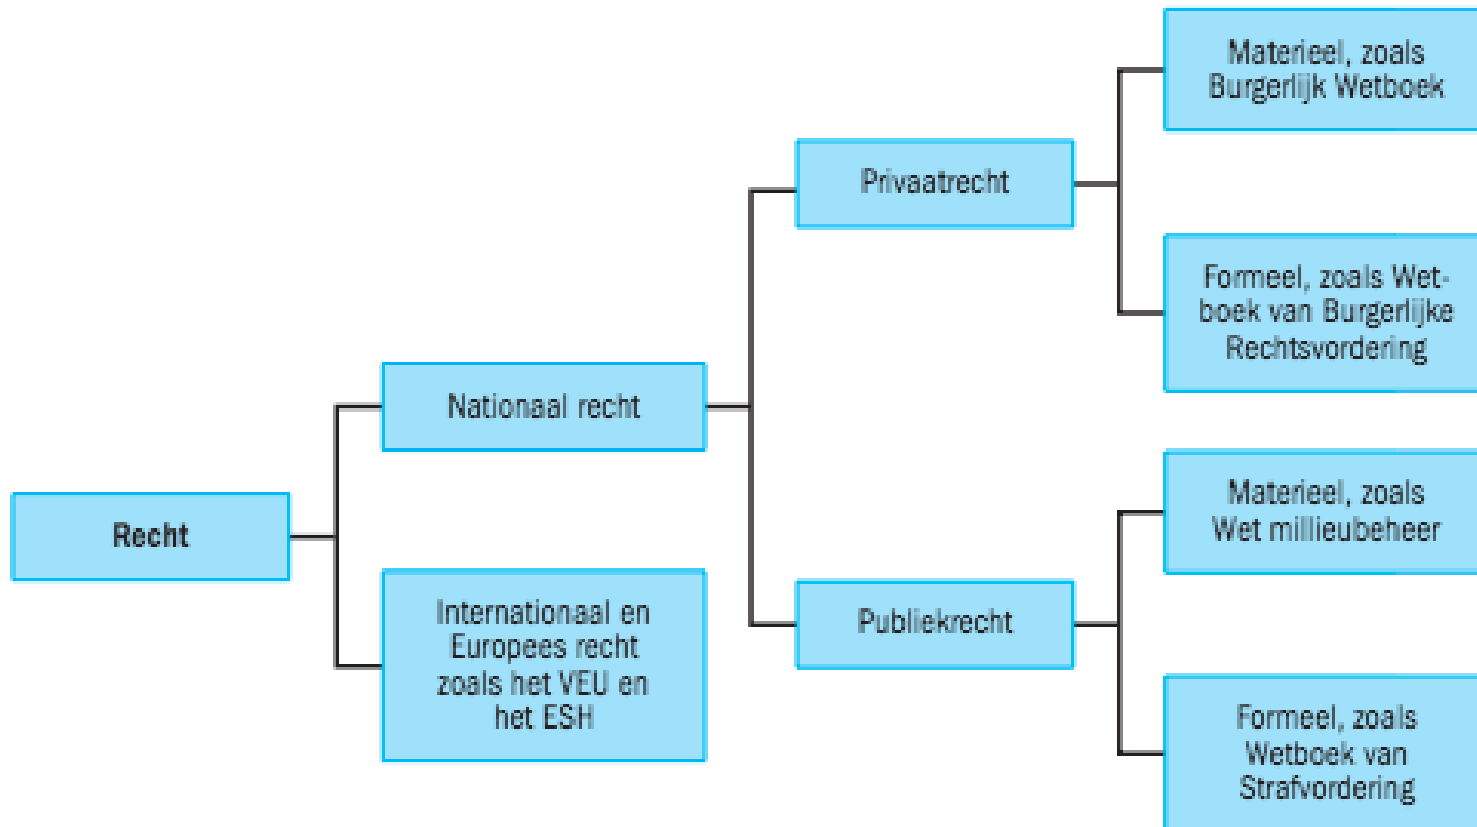 Recht
Nationaal recht
Internationaal en
Europees recht
zoals het VEU en
het ESH
Privaatrecht
Publiekrecht
Materieel, zoals
Burgerlijk Wetboek
Formeel, zoals Wet-
boek van Burgerlijke
Rechtsvordering
Materieel, zoals
Wet millieubeheer
Formeel, zoals
Wetboek van
Strafvordering